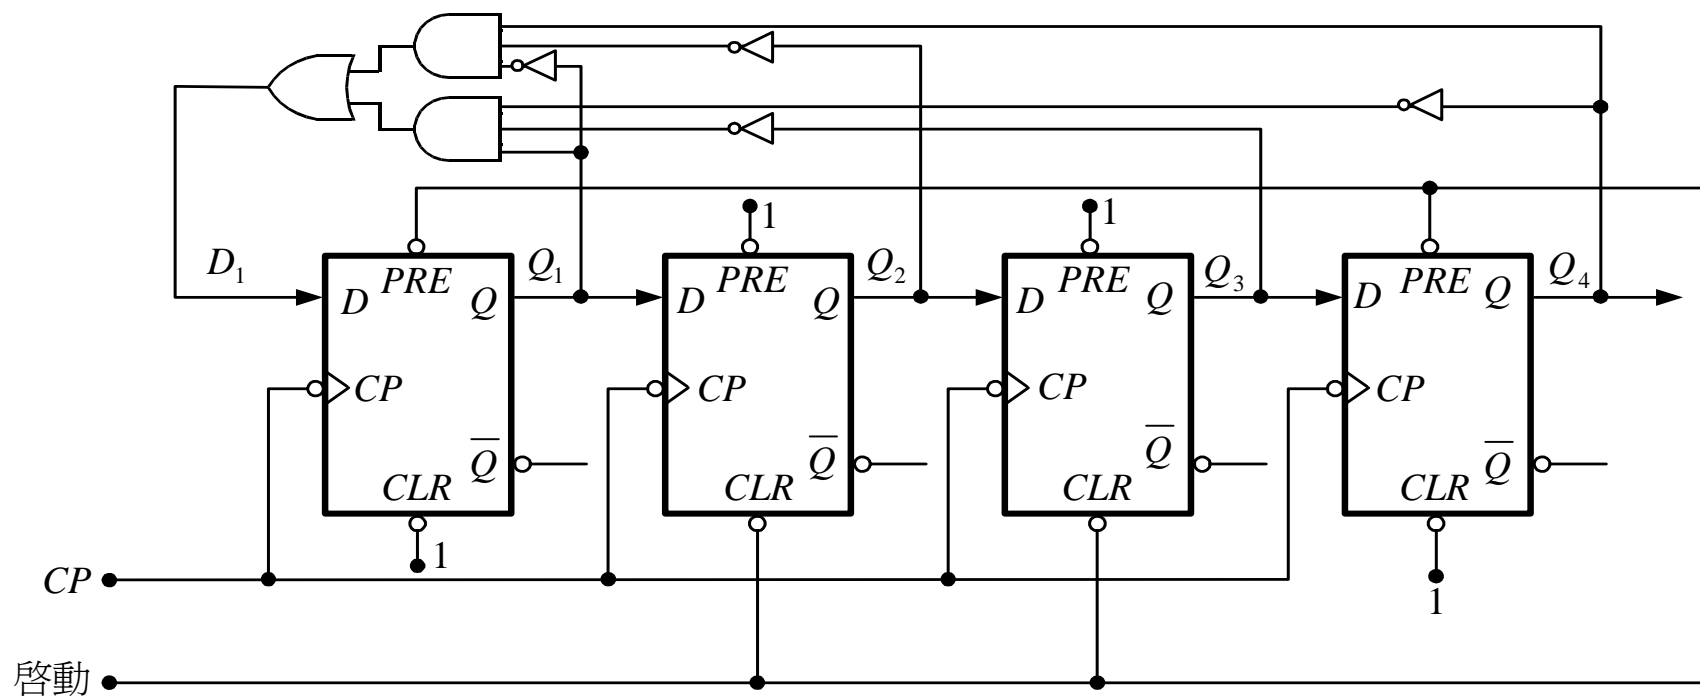 1 1
D₁ Q₁ Q₂ Q₃ Q₄
PRE PRE PRE PRE
D Q D Q D Q D Q
CP CP CP CP
Q̅ Q̅ Q̅ Q̅
CLR CLR CLR CLR
1
CP
1
啓動